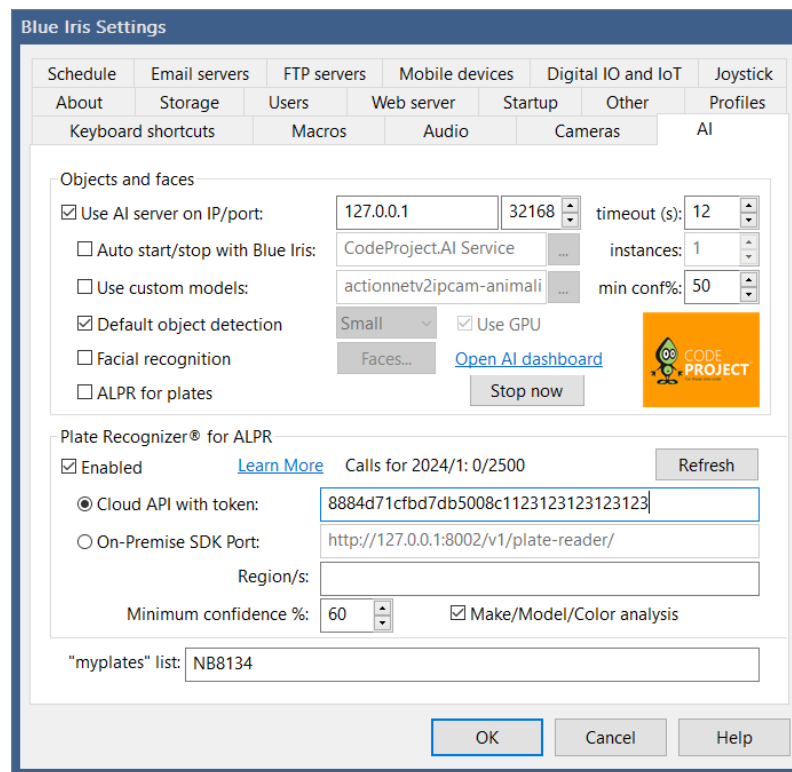 Blue Iris Settings
Schedule Email servers FTP servers Mobile devices Digital IO and IoT Joystick
About Storage Users Web server Startup Other Profiles
Keyboard shortcuts Macros Audio Cameras AI
Objects and faces
Use AI server on IP/port: 127.0.0.1 32168 timeout (s): 12
Auto start/stop with Blue Iris: CodeProject.AI Service ... instances: 1
Use custom models: actionnetv2ipcam-animali ... min conf%: 50
Default object detection Small Use GPU
Facial recognition Faces... Open AI dashboard
CODE
PROJECT
ALPR for plates Stop now
Plate Recognizer® for ALPR
Enabled Learn More Calls for 2024/1: 0/2500 Refresh
Cloud API with token: 8884d71cfbd7db5008c1123123123123123
On-Premise SDK Port: http://127.0.0.1:8002/v1/plate-reader/
Region/s:
Minimum confidence %: 60 Make/Model/Color analysis
"myplates" list: NB8134
OK Cancel Help